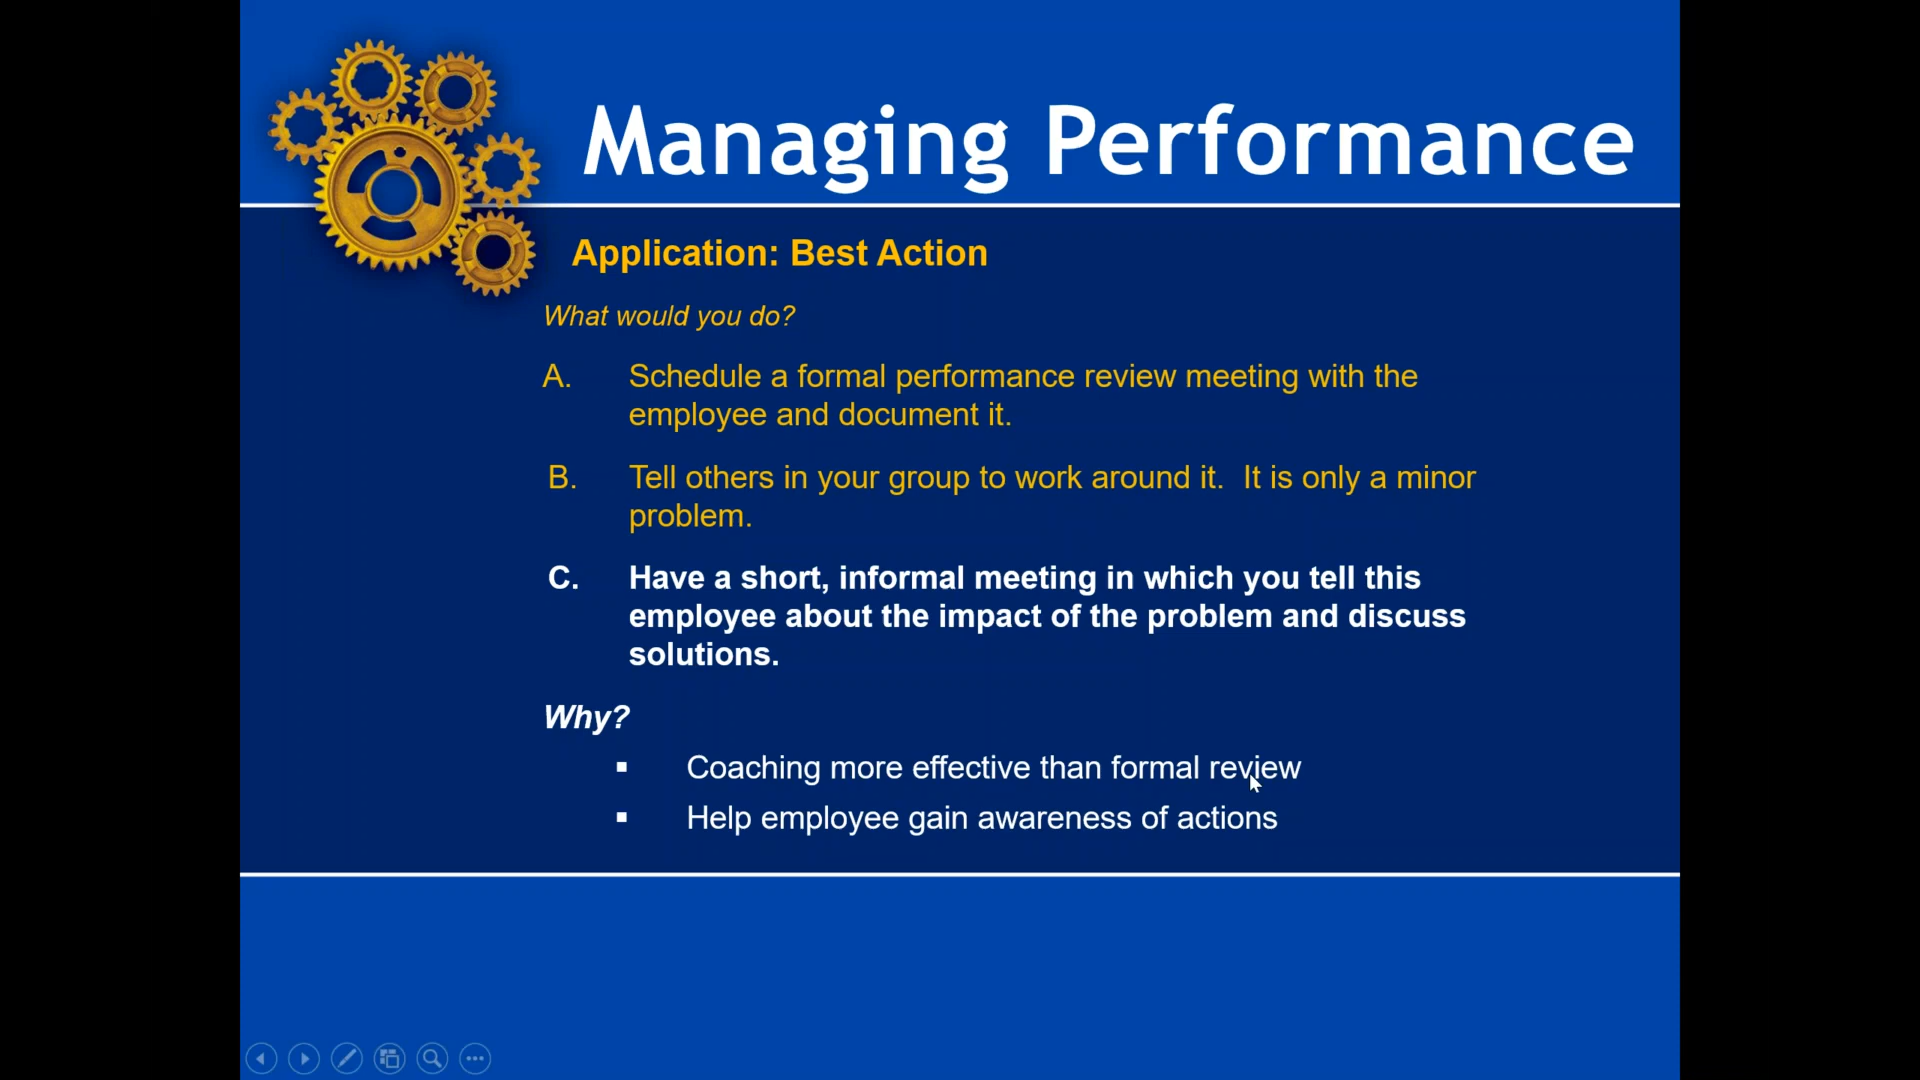 Managing Performance
Application: Best Action
What would you do?
A. Schedule a formal performance review meeting with the
employee and document it.
B. Tell others in your group to work around it.  It is only a minor
problem.
C. Have a short, informal meeting in which you tell this
employee about the impact of the problem and discuss
solutions.
Why?
▪ Coaching more effective than formal review
▪ Help employee gain awareness of actions